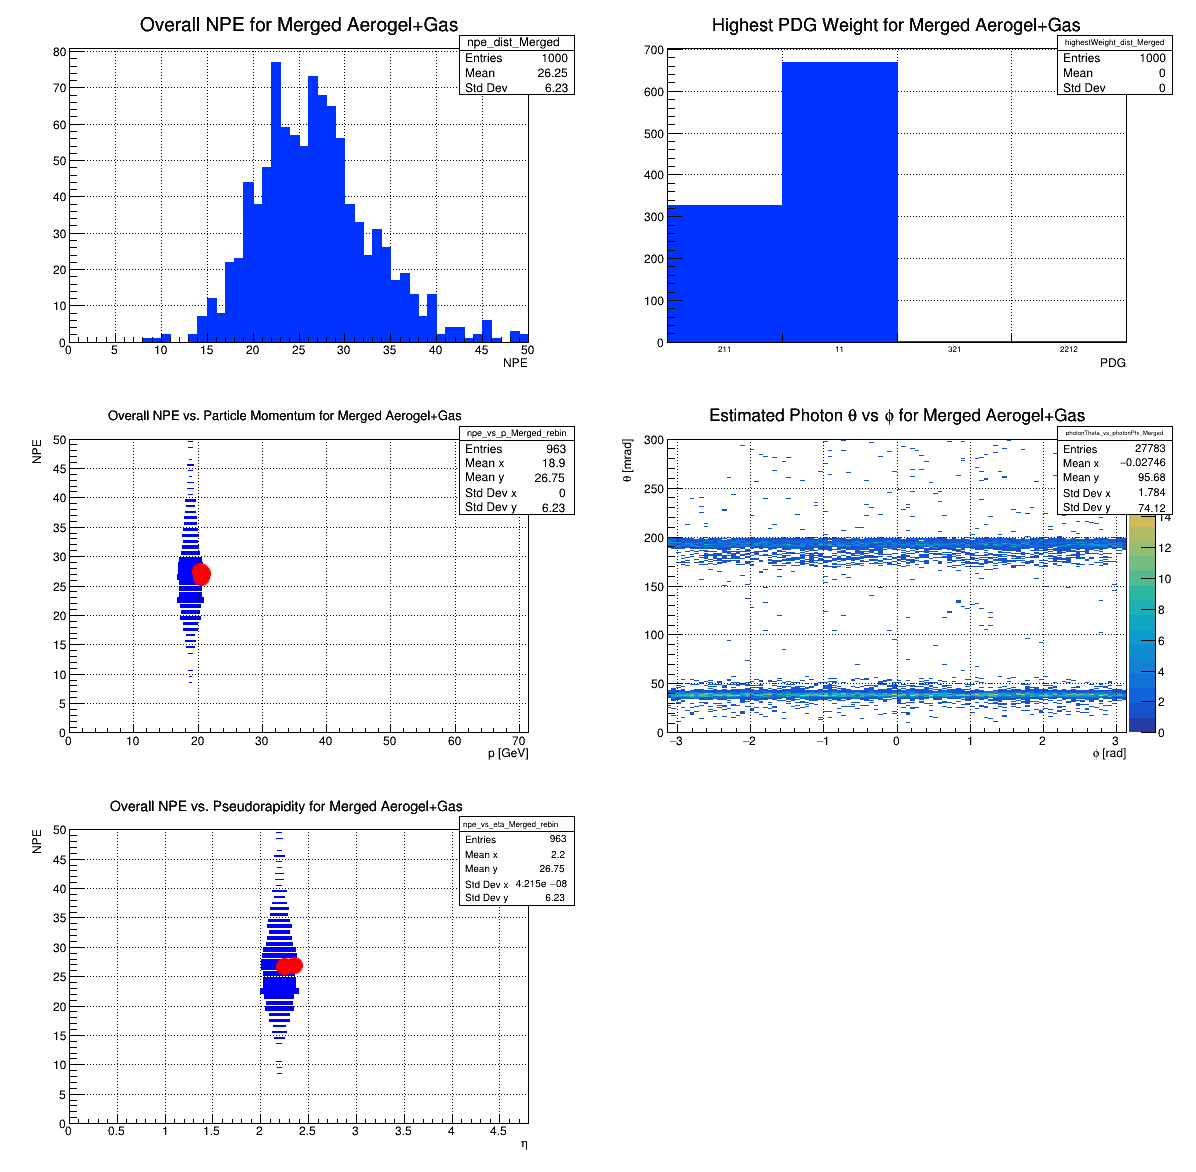 Overall NPE for Merged Aerogel+Gas
npe_dist_Merged
Entries 1000
Mean 26.25
Std Dev 6.23
80
70
60
50
40
30
20
10
0
0 5 10 15 20 25 30 35 40 45 50
NPE
Highest PDG Weight for Merged Aerogel+Gas
highestWeight_dist_Merged
Entries 1000
Mean 0
Std Dev 0
700
600
500
400
300
200
100
0
211 11 321 2212
PDG
Overall NPE vs. Particle Momentum for Merged Aerogel+Gas
npe_vs_p_Merged_rebin
Entries 963
Mean x 18.9
Mean y 26.75
Std Dev x 0
Std Dev y 6.23
NPE
50
45
40
35
30
25
20
15
10
5
0
0 10 20 30 40 50 60 70
p [GeV]
Estimated Photon θ vs ϕ for Merged Aerogel+Gas
photonTheta_vs_photonPhi_Merged
Entries 27783
Mean x −0.02746
Mean y 95.68
Std Dev x 1.784
Std Dev y 74.12
θ [mrad]
300
250
200
150
100
50
0
−3 −2 −1 0 1 2 3
ϕ [rad]
14
12
10
8
6
4
2
0
Overall NPE vs. Pseudorapidity for Merged Aerogel+Gas
npe_vs_eta_Merged_rebin
Entries 963
Mean x 2.2
Mean y 26.75
Std Dev x 4.215e −08
Std Dev y 6.23
NPE
50
45
40
35
30
25
20
15
10
5
0
0 0.5 1 1.5 2 2.5 3 3.5 4 4.5
η